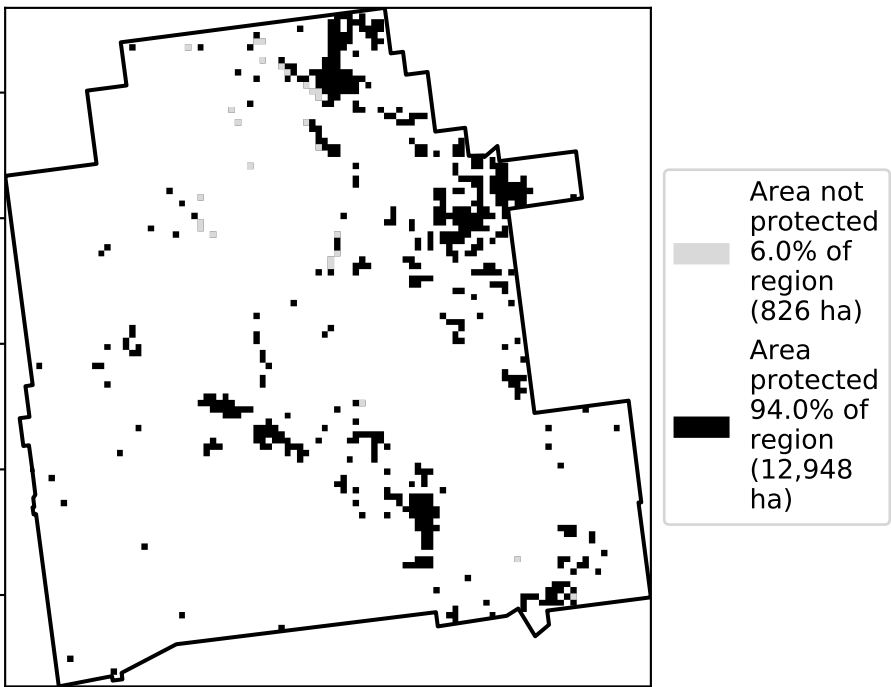 Area not
protected
6.0% of
region
(826 ha)
Area
protected
94.0% of
region
(12,948
ha)